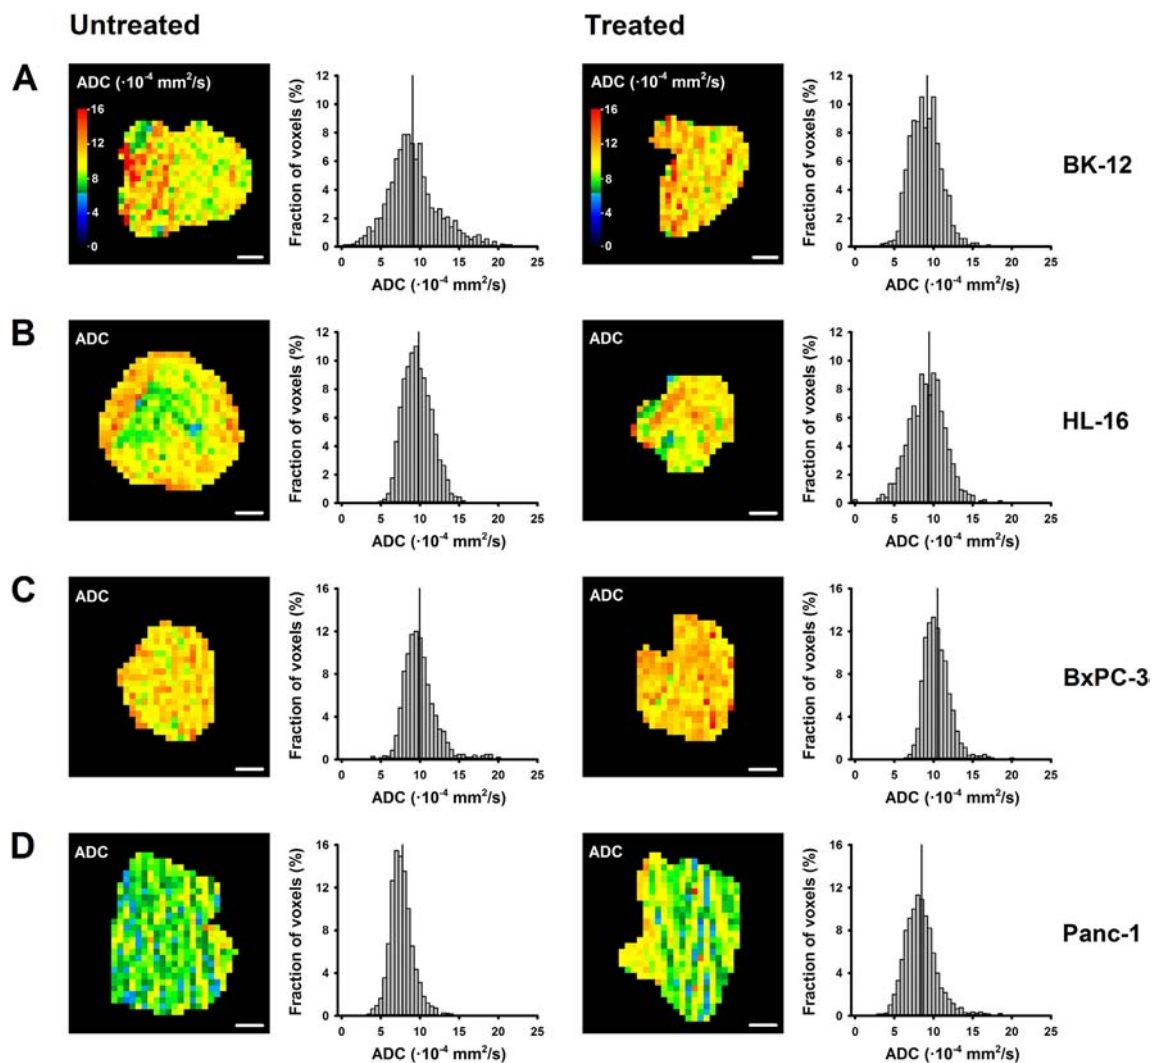 Untreated
Treated
A
ADC (·10⁻⁴ mm²/s)
16
12
8
4
0
Fraction of voxels (%)
12
10
8
6
4
2
0
0 5 10 15 20 25
ADC (·10⁻⁴ mm²/s)
ADC (·10⁻⁴ mm²/s)
16
12
8
4
0
Fraction of voxels (%)
12
10
8
6
4
2
0
0 5 10 15 20 25
ADC (·10⁻⁴ mm²/s)
BK-12
B
ADC
Fraction of voxels (%)
12
10
8
6
4
2
0
0 5 10 15 20 25
ADC (·10⁻⁴ mm²/s)
ADC
Fraction of voxels (%)
12
10
8
6
4
2
0
0 5 10 15 20 25
ADC (·10⁻⁴ mm²/s)
HL-16
C
ADC
Fraction of voxels (%)
16
12
8
4
0
0 5 10 15 20 25
ADC (·10⁻⁴ mm²/s)
ADC
Fraction of voxels (%)
16
12
8
4
0
0 5 10 15 20 25
ADC (·10⁻⁴ mm²/s)
BxPC-3
D
ADC
Fraction of voxels (%)
16
12
8
4
0
0 5 10 15 20 25
ADC (·10⁻⁴ mm²/s)
ADC
Fraction of voxels (%)
16
12
8
4
0
0 5 10 15 20 25
ADC (·10⁻⁴ mm²/s)
Panc-1